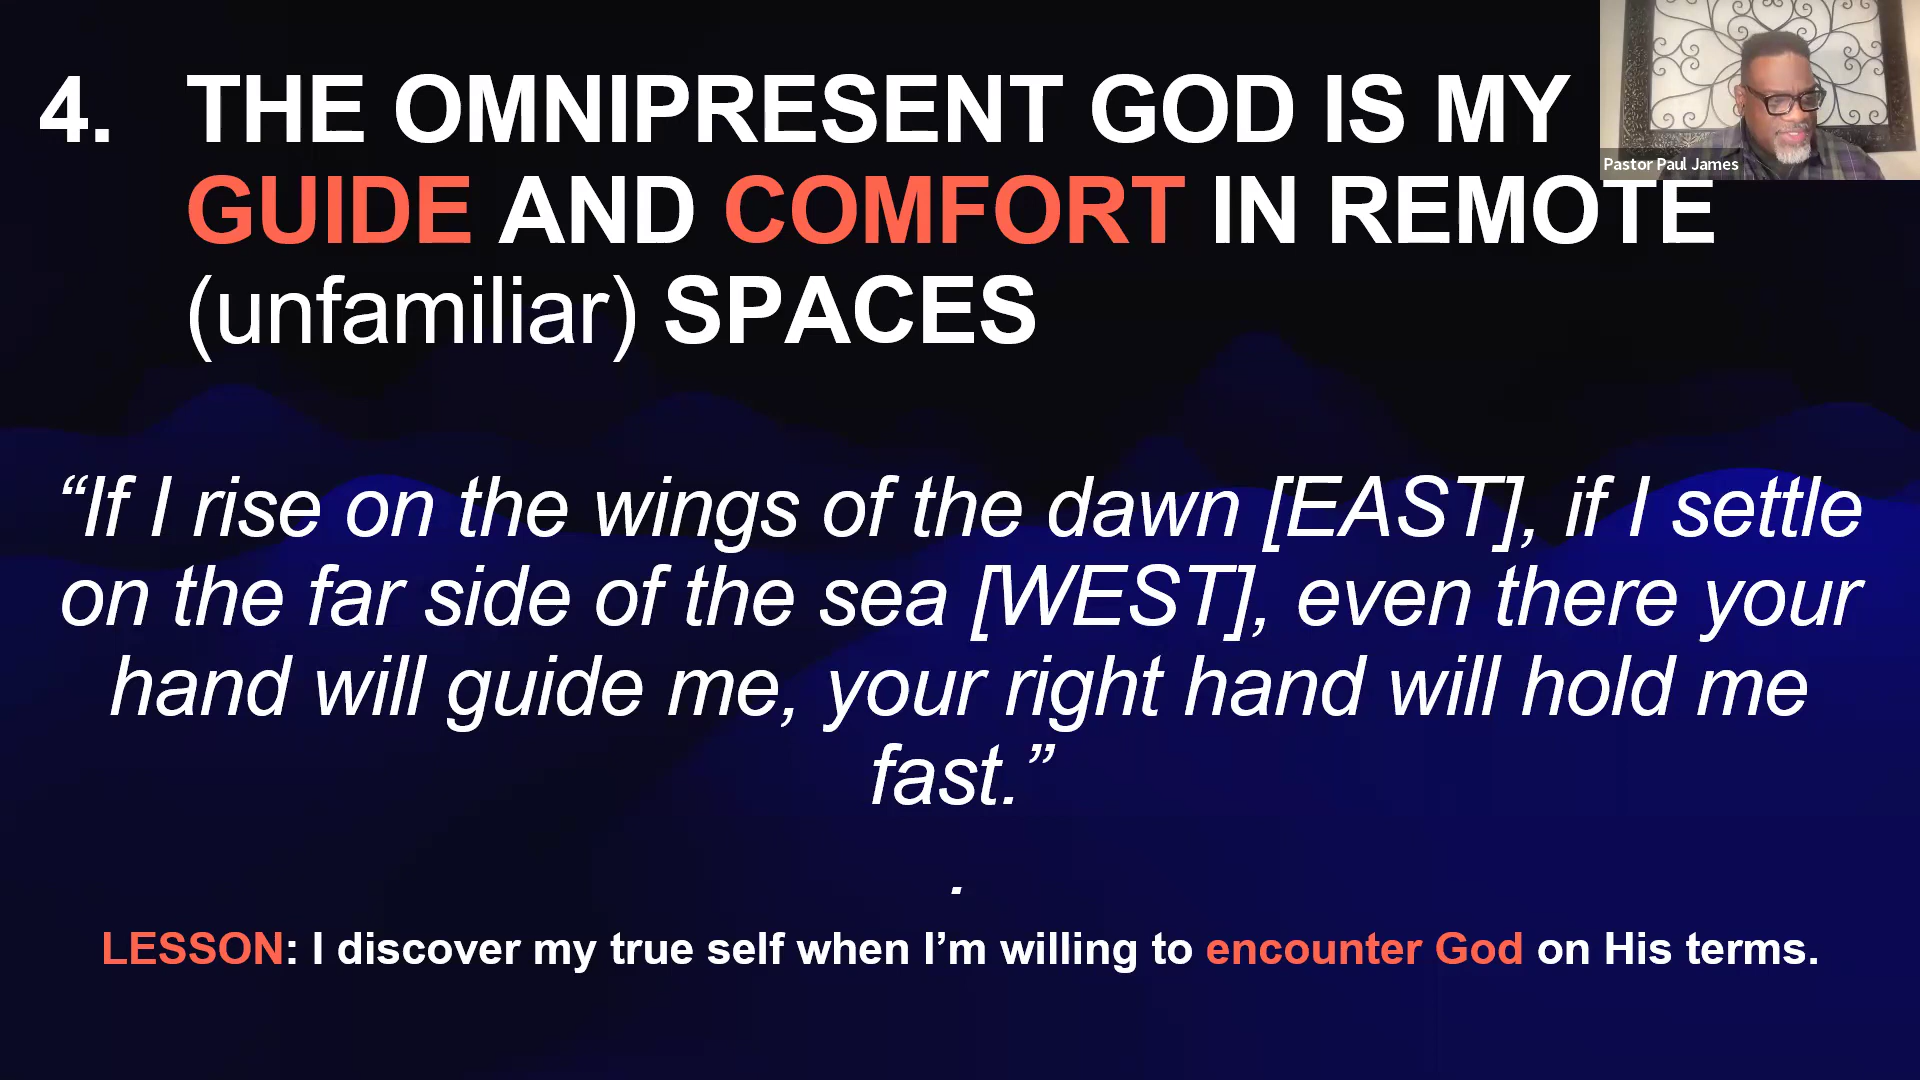 4. THE OMNIPRESENT GOD IS MY
GUIDE AND COMFORT IN REMOTE
(unfamiliar) SPACES
Pastor Paul James
“If I rise on the wings of the dawn [EAST], if I settle
on the far side of the sea [WEST], even there your
hand will guide me, your right hand will hold me
fast.”
.
LESSON: I discover my true self when I’m willing to encounter God on His terms.